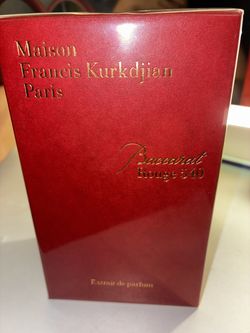 Maison
Francis Kurkdjian
Paris
Baccarat
Rouge 540
Extrait de parfum